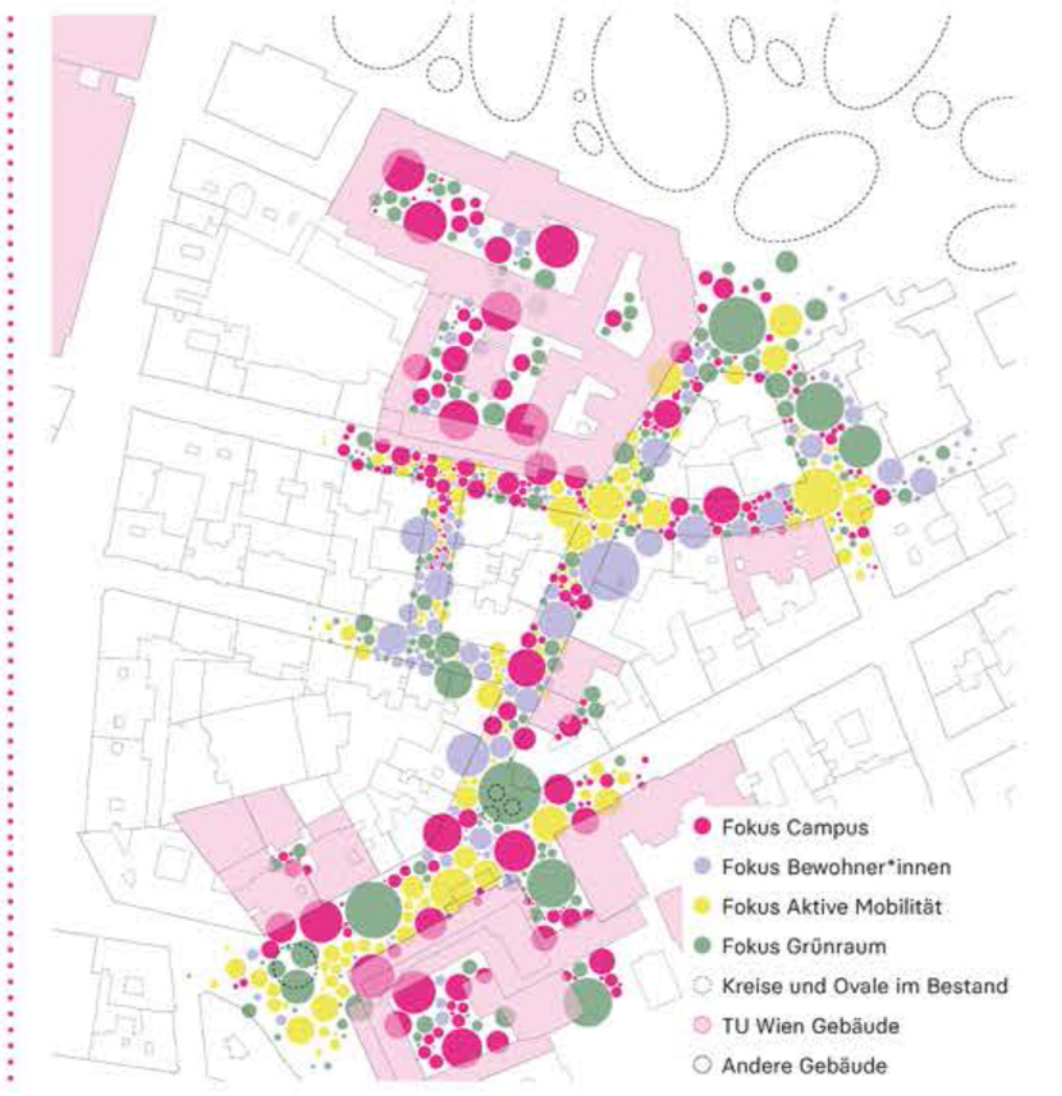 Fokus Campus
Fokus Bewohner*innen
Fokus Aktive Mobilität
Fokus Grünraum
Kreise und Ovale im Bestand
TU Wien Gebäude
Andere Gebäude